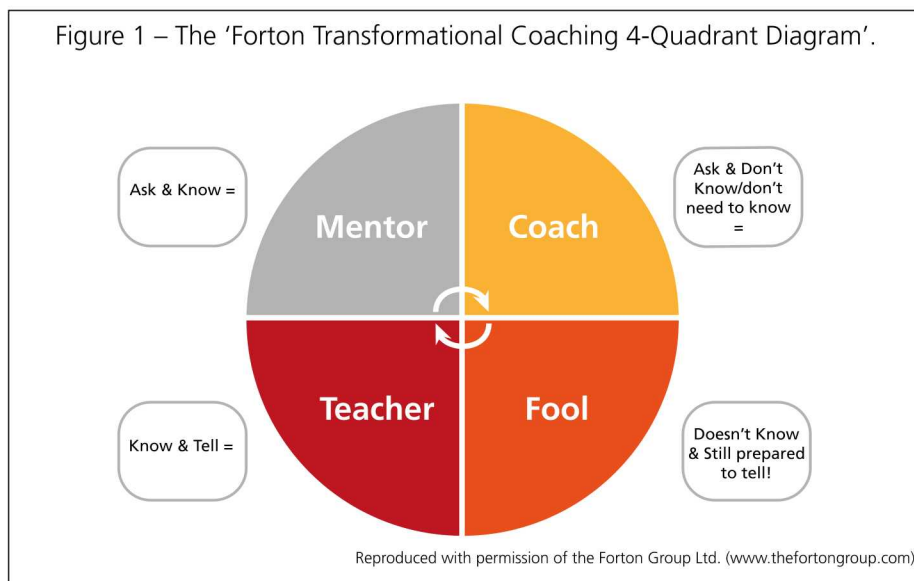 Figure 1 – The ‘Forton Transformational Coaching 4-Quadrant Diagram’.
Ask & Know =
Mentor
Coach
Ask & Don’t
Know/don’t
need to know
=
Know & Tell =
Teacher
Fool
Doesn’t Know
& Still prepared
to tell!
Reproduced with permission of the Forton Group Ltd. (www.thefortongroup.com)